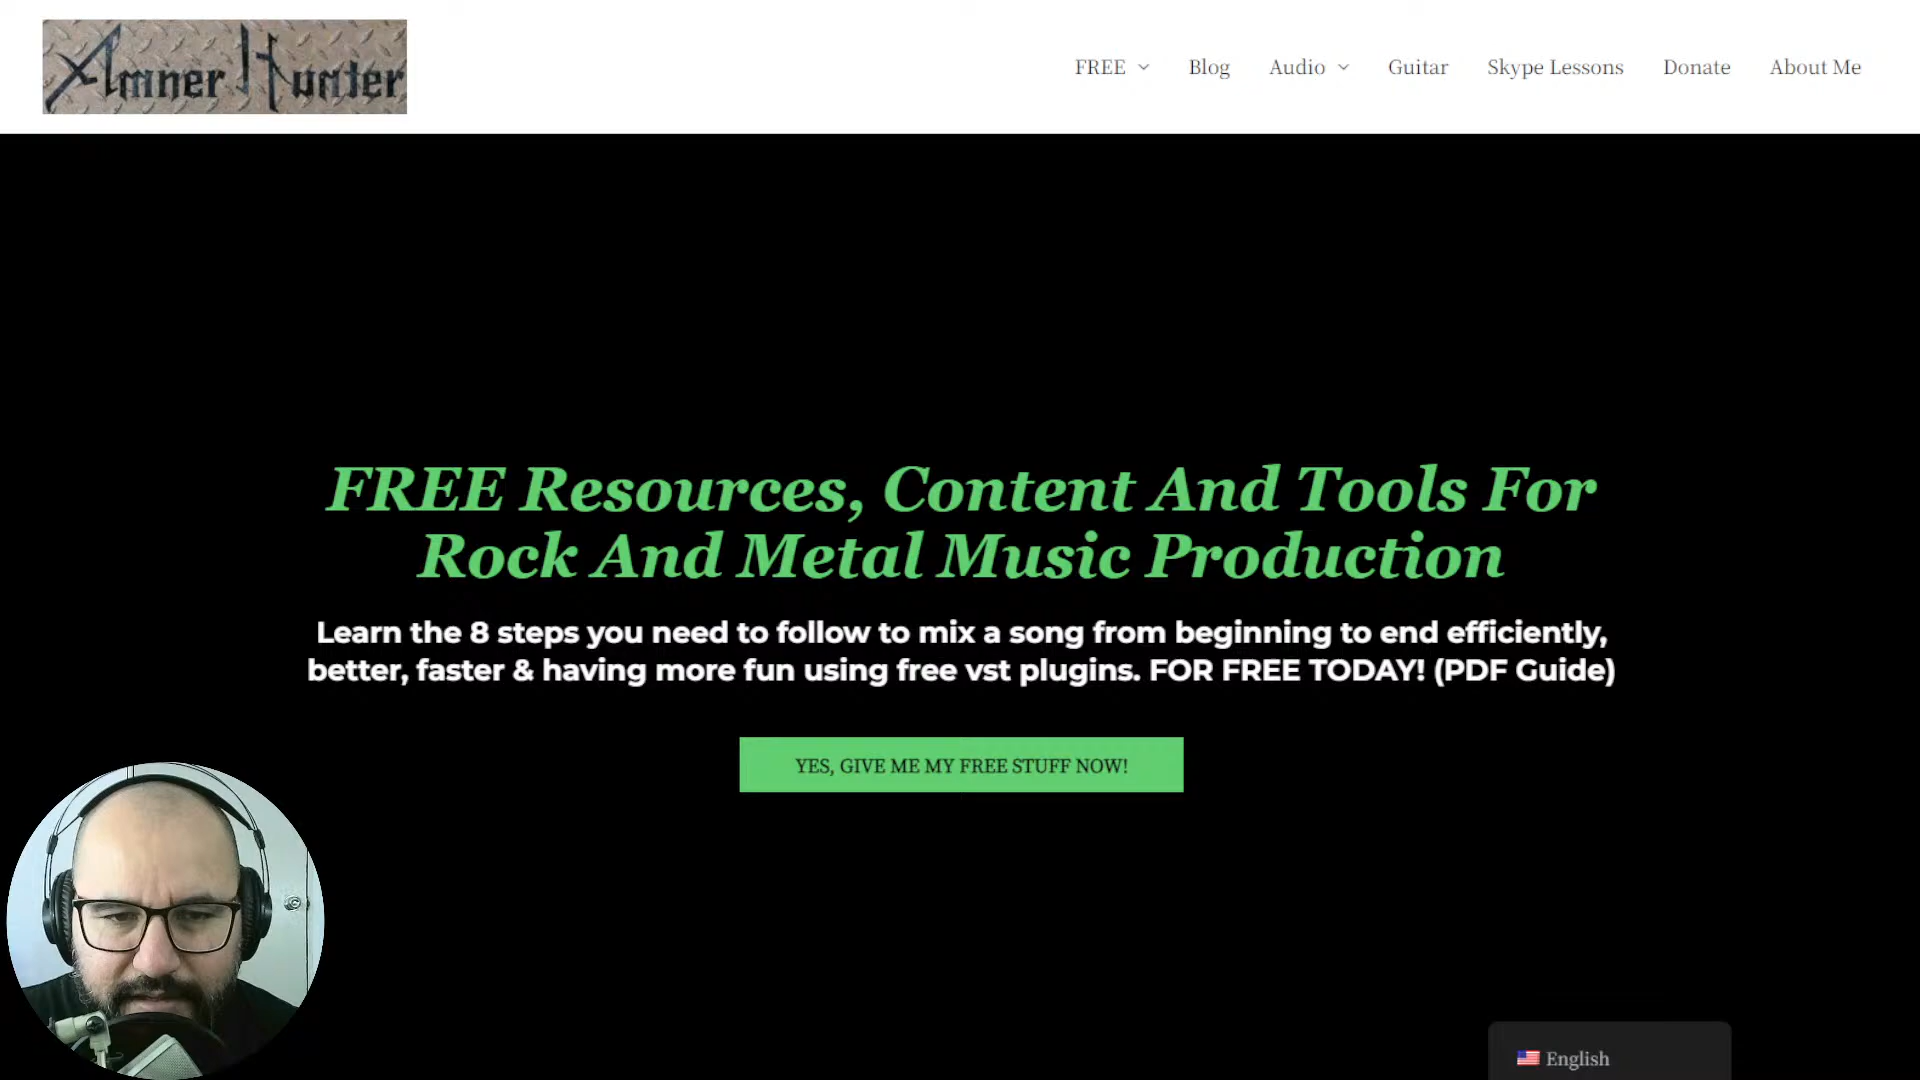 Amner Hunter
FREE
Blog
Audio
Guitar
Skype Lessons
Donate
About Me
FREE Resources, Content And Tools For
Rock And Metal Music Production
Learn the 8 steps you need to follow to mix a song from beginning to end efficiently,
better, faster & having more fun using free vst plugins. FOR FREE TODAY! (PDF Guide)
YES, GIVE ME MY FREE STUFF NOW!
English